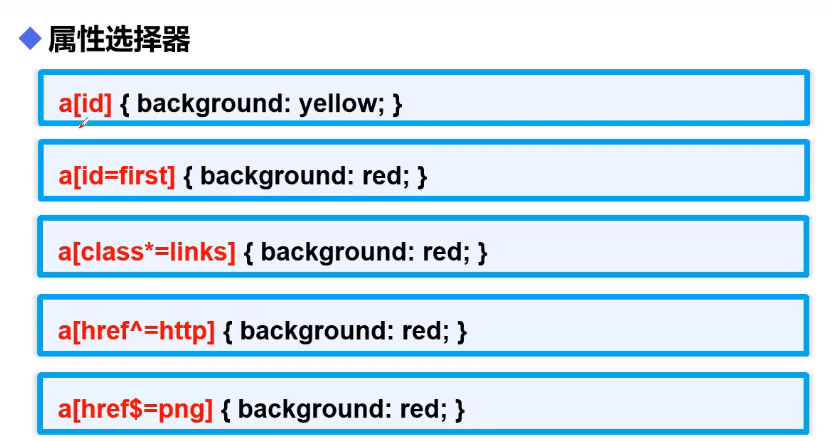 属性选择器
a[id] { background: yellow; }
a[id=first] { background: red; }
a[class*=links] { background: red; }
a[href^=http] { background: red; }
a[href$=png] { background: red; }